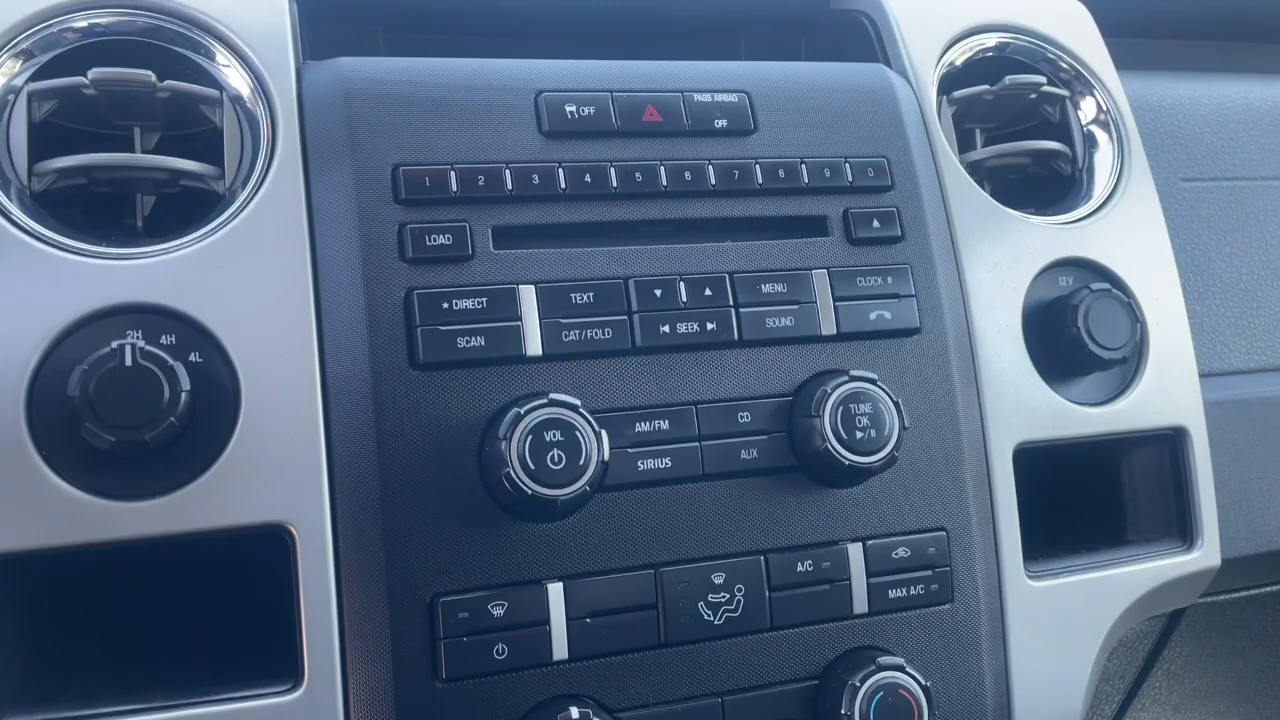 OFF
PASS AIRBAG
OFF
1 2 3 4 5 6 7 8 9 0
LOAD
* DIRECT
TEXT
MENU
CLOCK #
SCAN
CAT/FOLD
SEEK
SOUND
12V
2H
4H
4L
VOL
AM/FM
CD
TUNE
OK
SIRIUS
AUX
A/C
MAX A/C